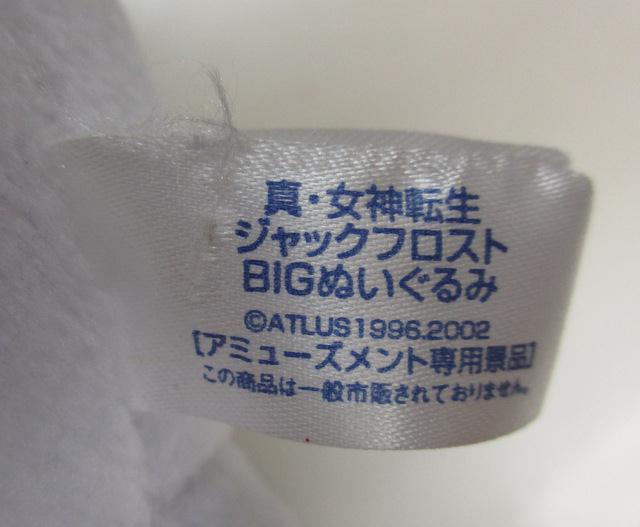 真・女神転生
ジャックフロスト
BIGぬいぐるみ
©ATLUS1996.2002
[アミューズメント専用景品]
この商品は一般市販されておりません。